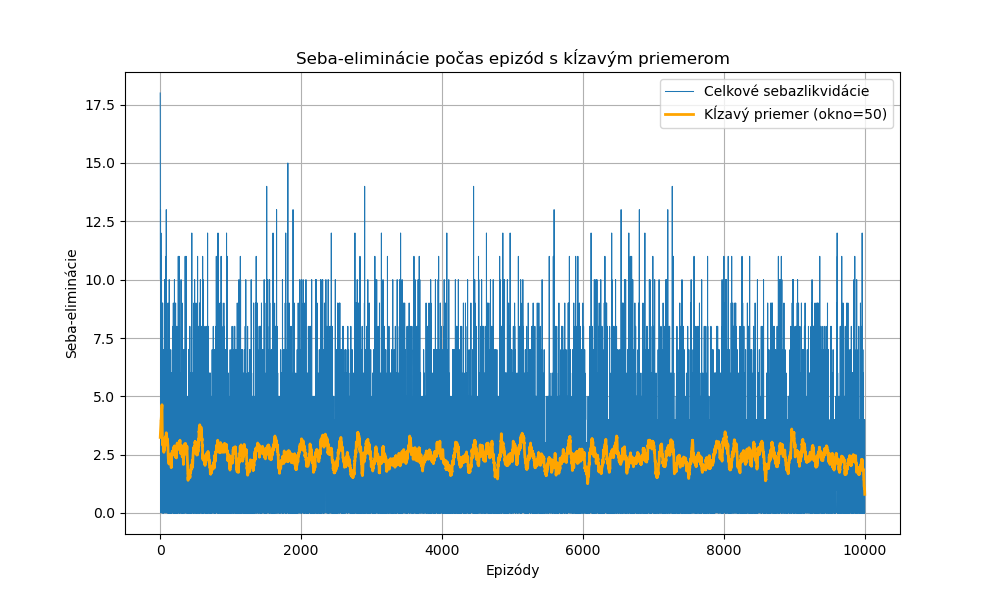 Seba-eliminácie počas epizód s kĺzavým priemerom
Celkové sebazlikvidácie
Kĺzavý priemer (okno=50)
17.5
15.0
12.5
10.0
7.5
5.0
2.5
0.0
Seba-eliminácie
0
2000
4000
6000
8000
10000
Epizódy